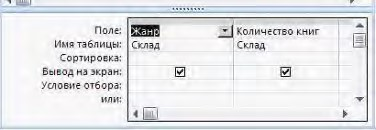 Поле: Жанр Количество книг
Имя таблицы: Склад Склад
Сортировка:
Вывод на экран:
Условие отбора:
или: